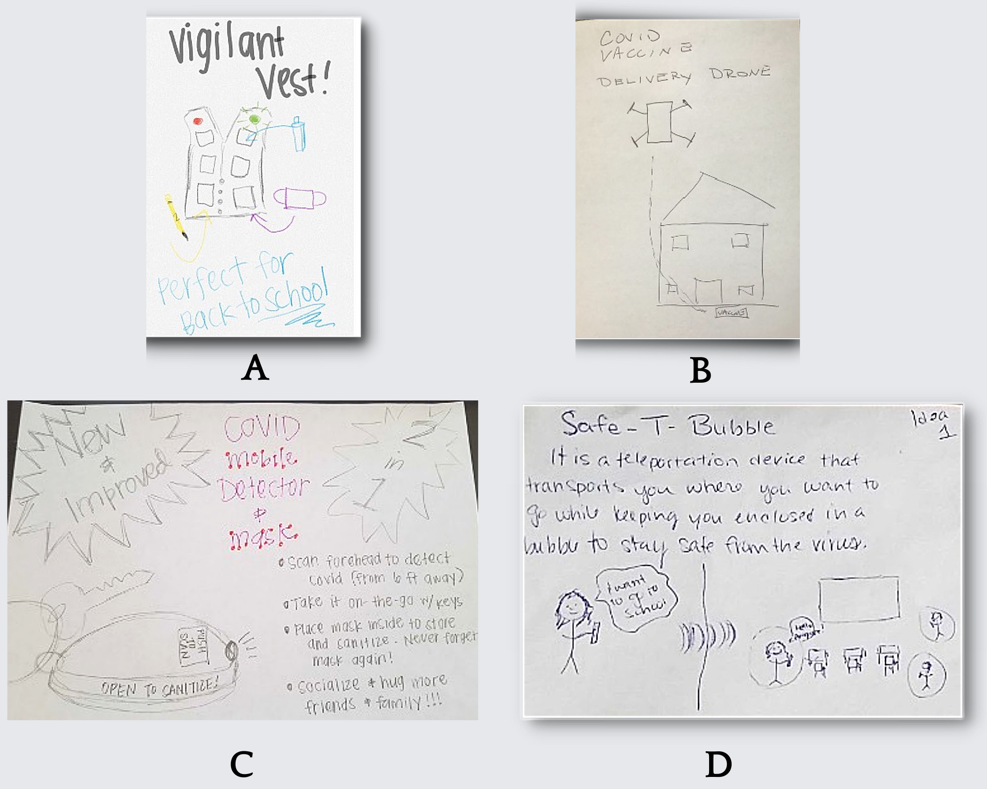 vigilant
vest!
Perfect for
Back to school
A
COVID
VACCINE
DELIVERY DRONE
VACCINE
B
New
&
Improved
COVID
Mobile
Detector
&
Mask
2
in
1
• Scan forehead to detect
covid (from 6 ft away)
• Take it on-the-go w/ keys
• Place mask inside to store
and sanitize - Never forget
mask again!
• Socialize & hug more
friends & family!!!
PUSH
TO
SCAN
OPEN TO SANITIZE!
C
Safe-T-Bubble
Idea
1
It is a teleportation device that
transports you where you want to
go while keeping you enclosed in a
bubble to stay safe from the virus.
I want
to go to
School
Hello
D